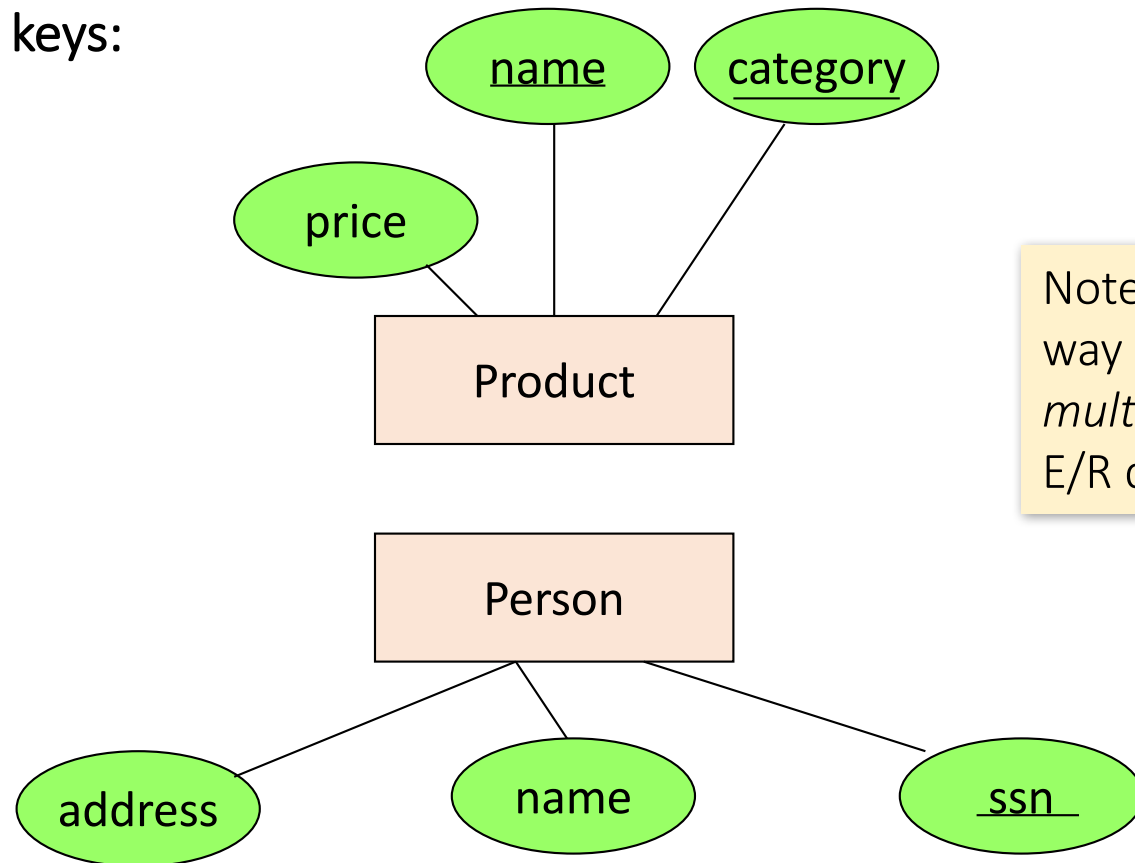 keys:
name
category
price
Product
Note
way
mult
E/R
Person
address
name
ssn